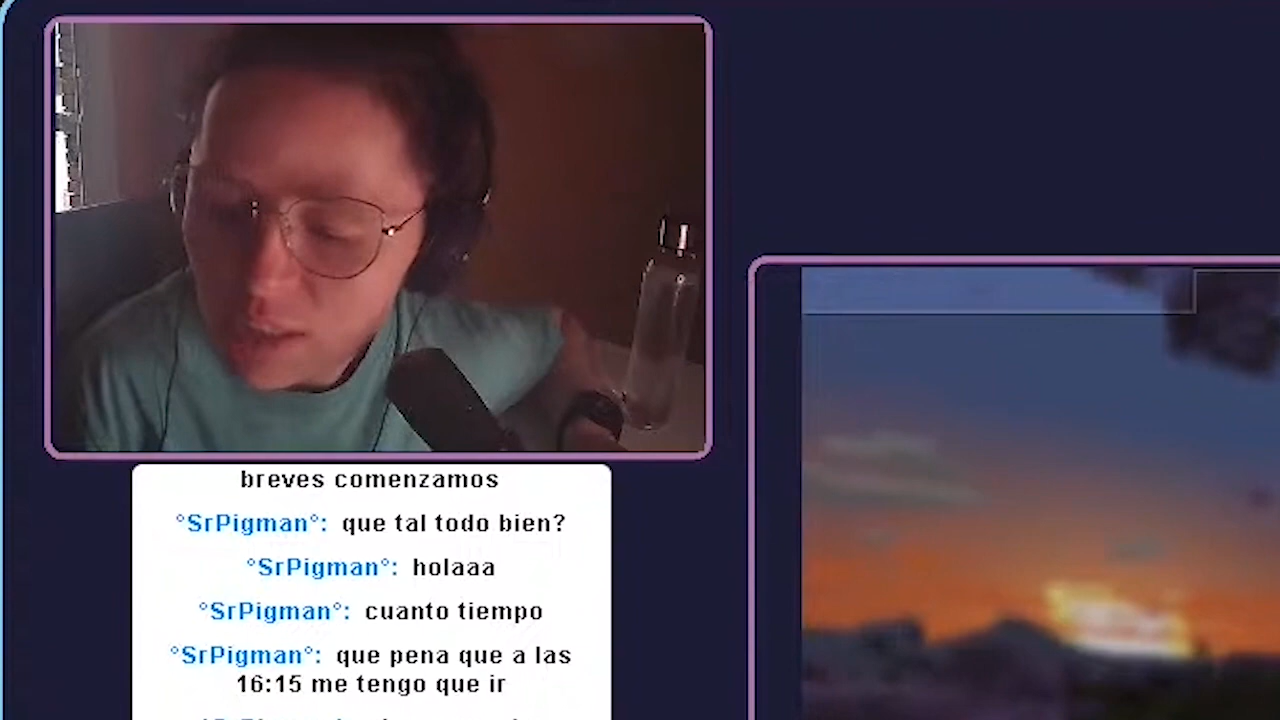 breves comenzamos
°SrPigman°: que tal todo bien?
°SrPigman°: holaaa
°SrPigman°: cuanto tiempo
°SrPigman°: que pena que a las
16:15 me tengo que ir